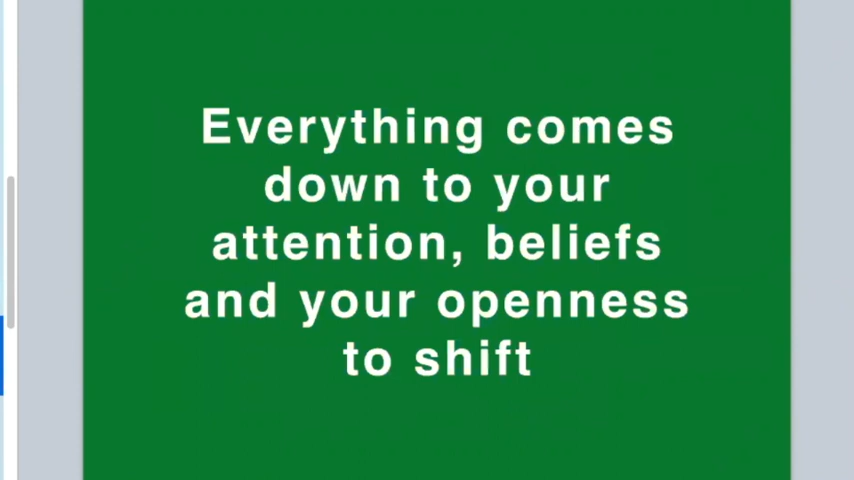 Everything comes
down to your
attention, beliefs
and your openness
to shift